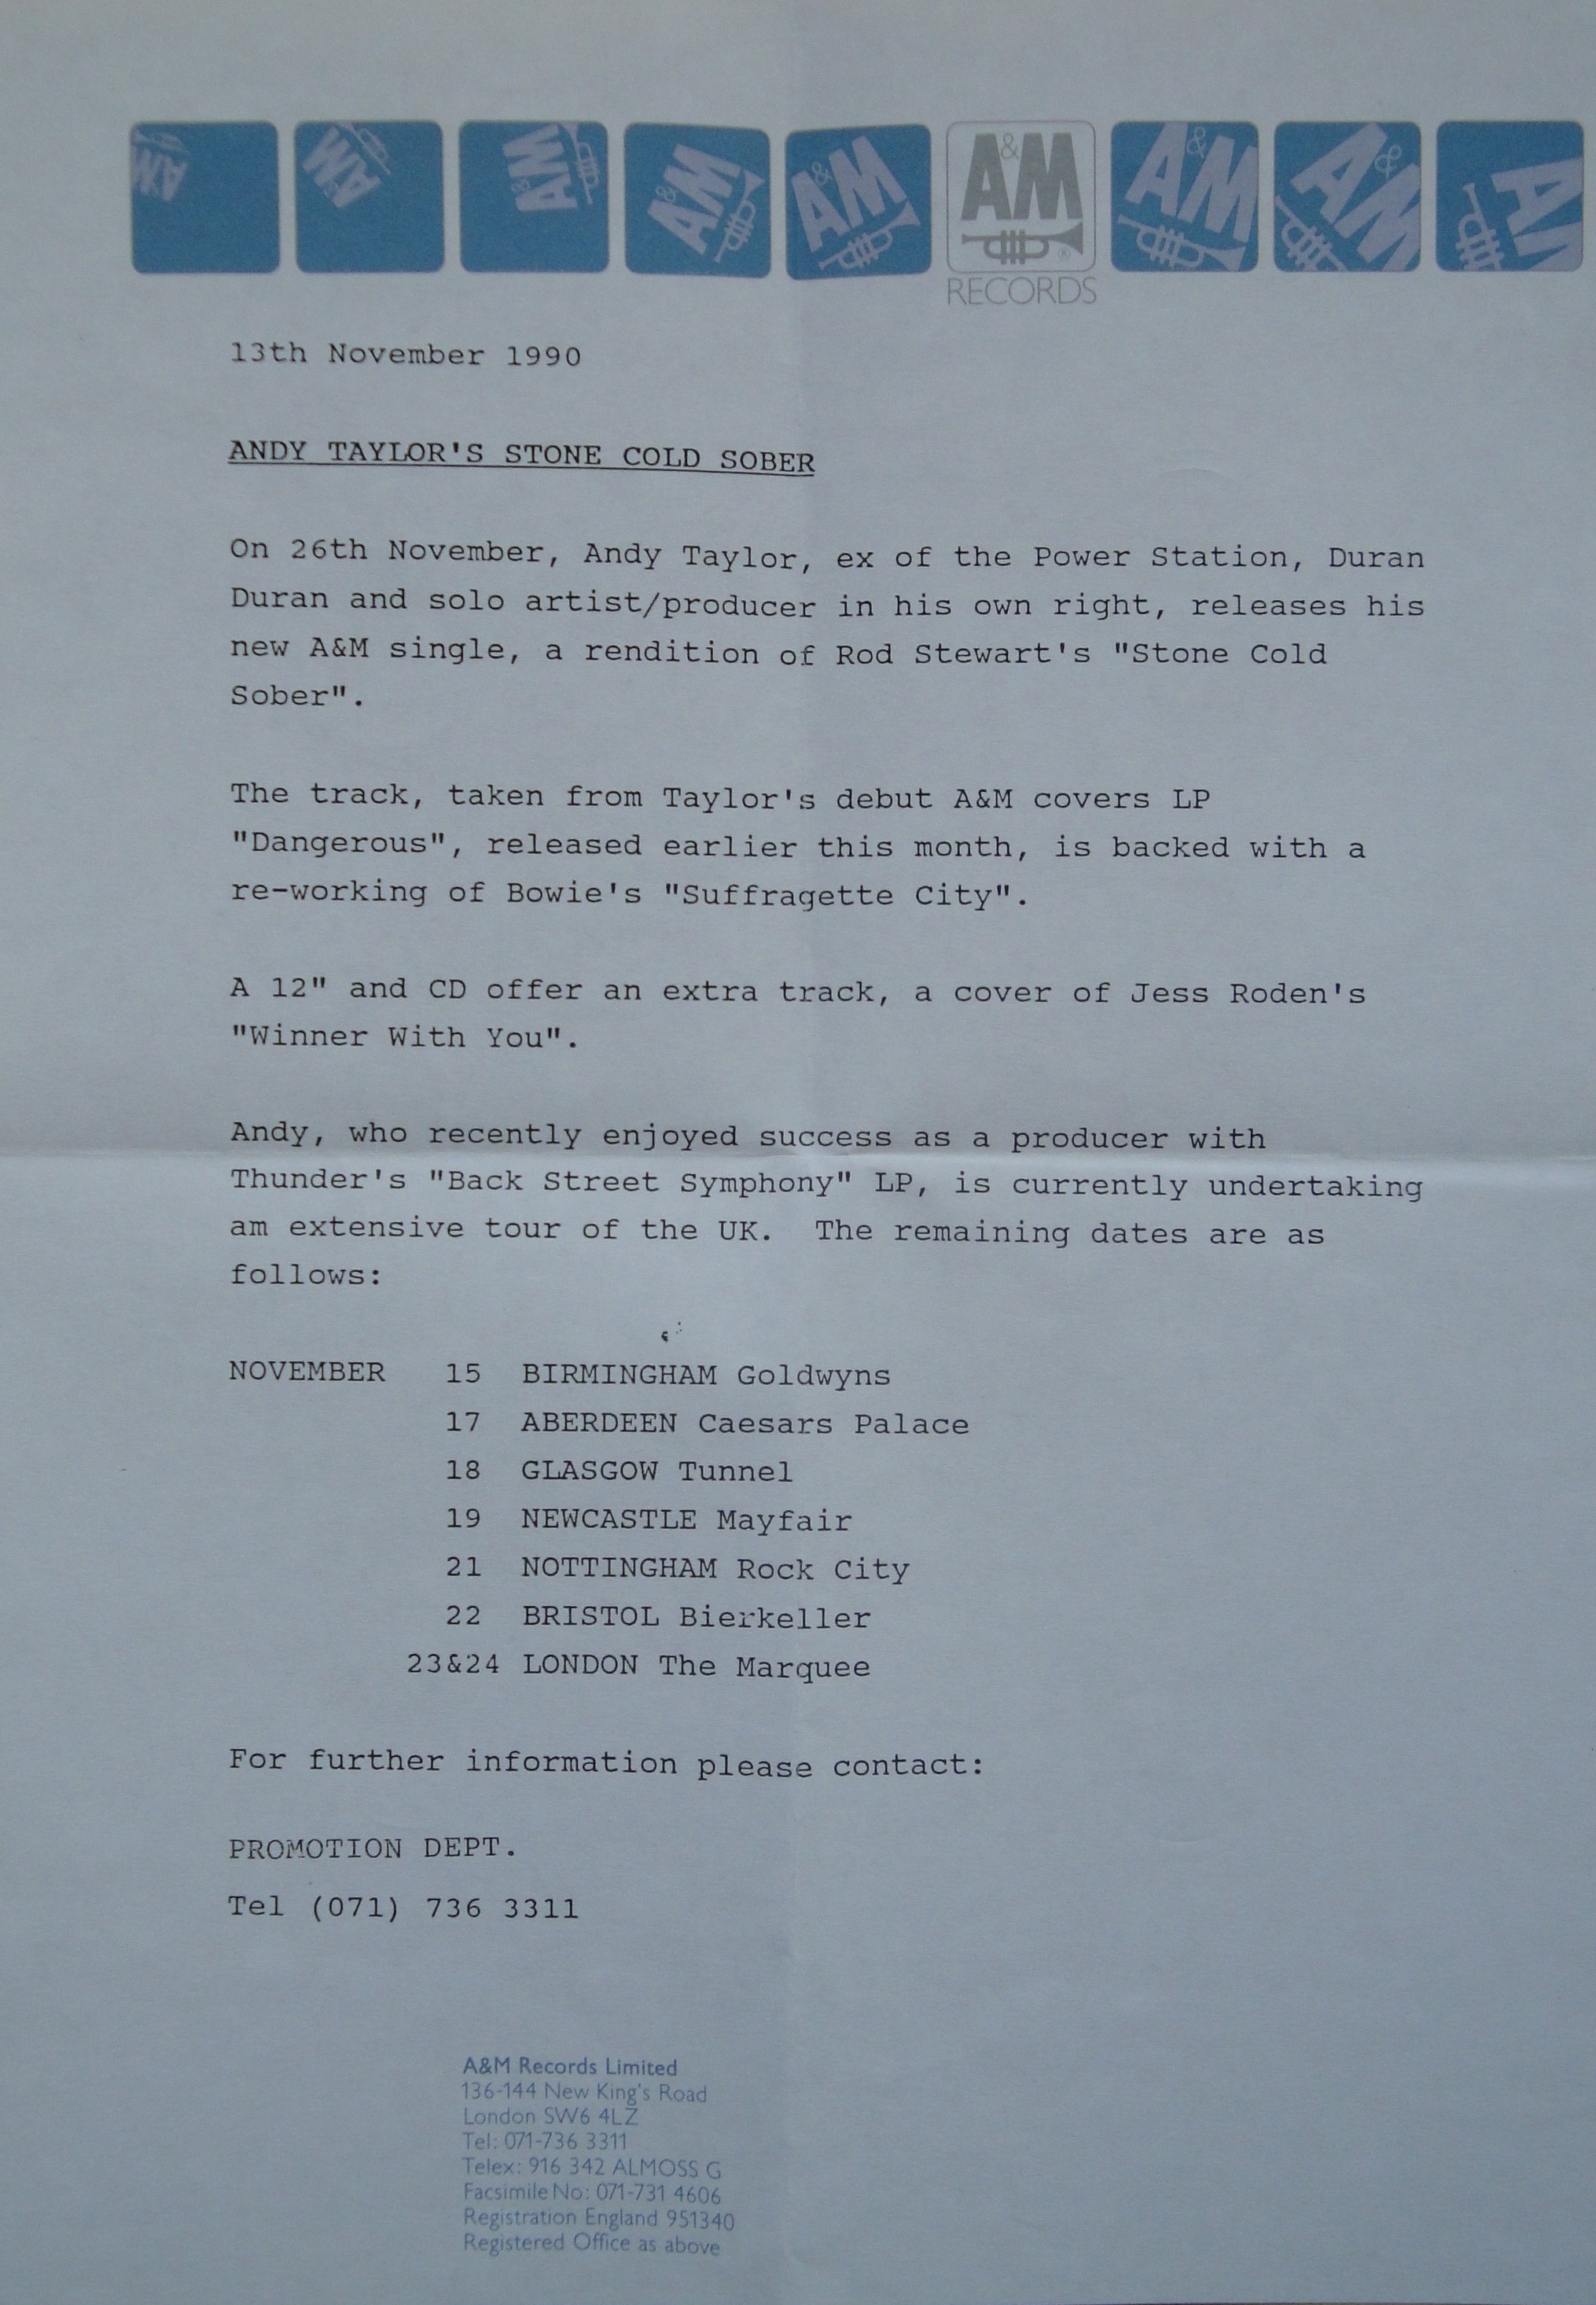 A&M
A&M
A&M
A&M
A&M
A&M
A&M
A&M
A
RECORDS
13th November 1990
ANDY TAYLOR'S STONE COLD SOBER
On 26th November, Andy Taylor, ex of the Power Station, Duran
Duran and solo artist/producer in his own right, releases his
new A&M single, a rendition of Rod Stewart's "Stone Cold
Sober".
The track, taken from Taylor's debut A&M covers LP
"Dangerous", released earlier this month, is backed with a
re-working of Bowie's "Suffragette City".
A 12" and CD offer an extra track, a cover of Jess Roden's
"Winner With You".
Andy, who recently enjoyed success as a producer with
Thunder's "Back Street Symphony" LP, is currently undertaking
am extensive tour of the UK.  The remaining dates are as
follows:
NOVEMBER 15 BIRMINGHAM Goldwyns
17 ABERDEEN Caesars Palace
18 GLASGOW Tunnel
19 NEWCASTLE Mayfair
21 NOTTINGHAM Rock City
22 BRISTOL Bierkeller
23&24 LONDON The Marquee
For further information please contact:
PROMOTION DEPT.
Tel (071) 736 3311
A&M Records Limited
136-144 New King's Road
London SW6 4LZ
Tel: 071-736 3311
Telex: 916 342 ALMOSS G
Facsimile No: 071-731 4606
Registration England 951340
Registered Office as above